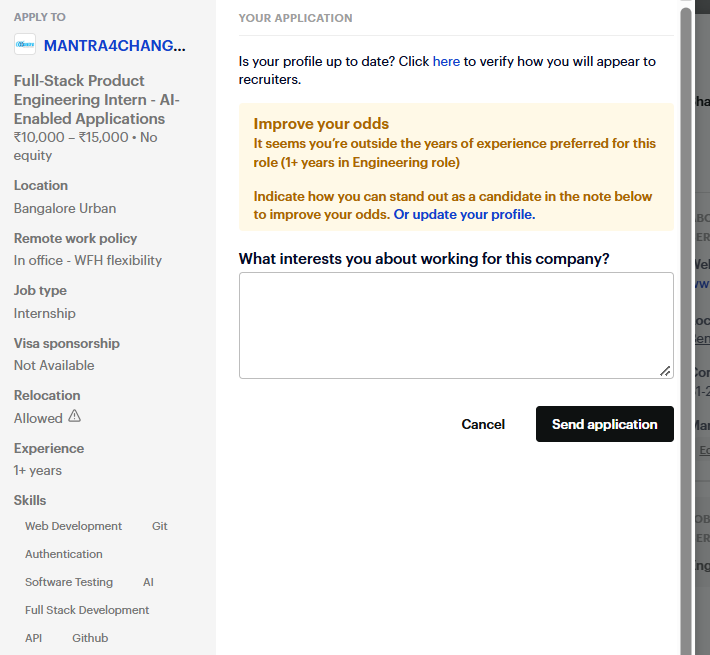 APPLY TO
MANTRA4CHANG...
Full-Stack Product
Engineering Intern - AI-
Enabled Applications
₹10,000 – ₹15,000 • No
equity
Location
Bangalore Urban
Remote work policy
In office - WFH flexibility
Job type
Internship
Visa sponsorship
Not Available
Relocation
Allowed
Experience
1+ years
Skills
Web Development Git
Authentication
Software Testing AI
Full Stack Development
API Github
YOUR APPLICATION
Is your profile up to date? Click here to verify how you will appear to
recruiters.
Improve your odds
It seems you’re outside the years of experience preferred for this
role (1+ years in Engineering role)
Indicate how you can stand out as a candidate in the note below
to improve your odds. Or update your profile.
What interests you about working for this company?
Cancel
Send application